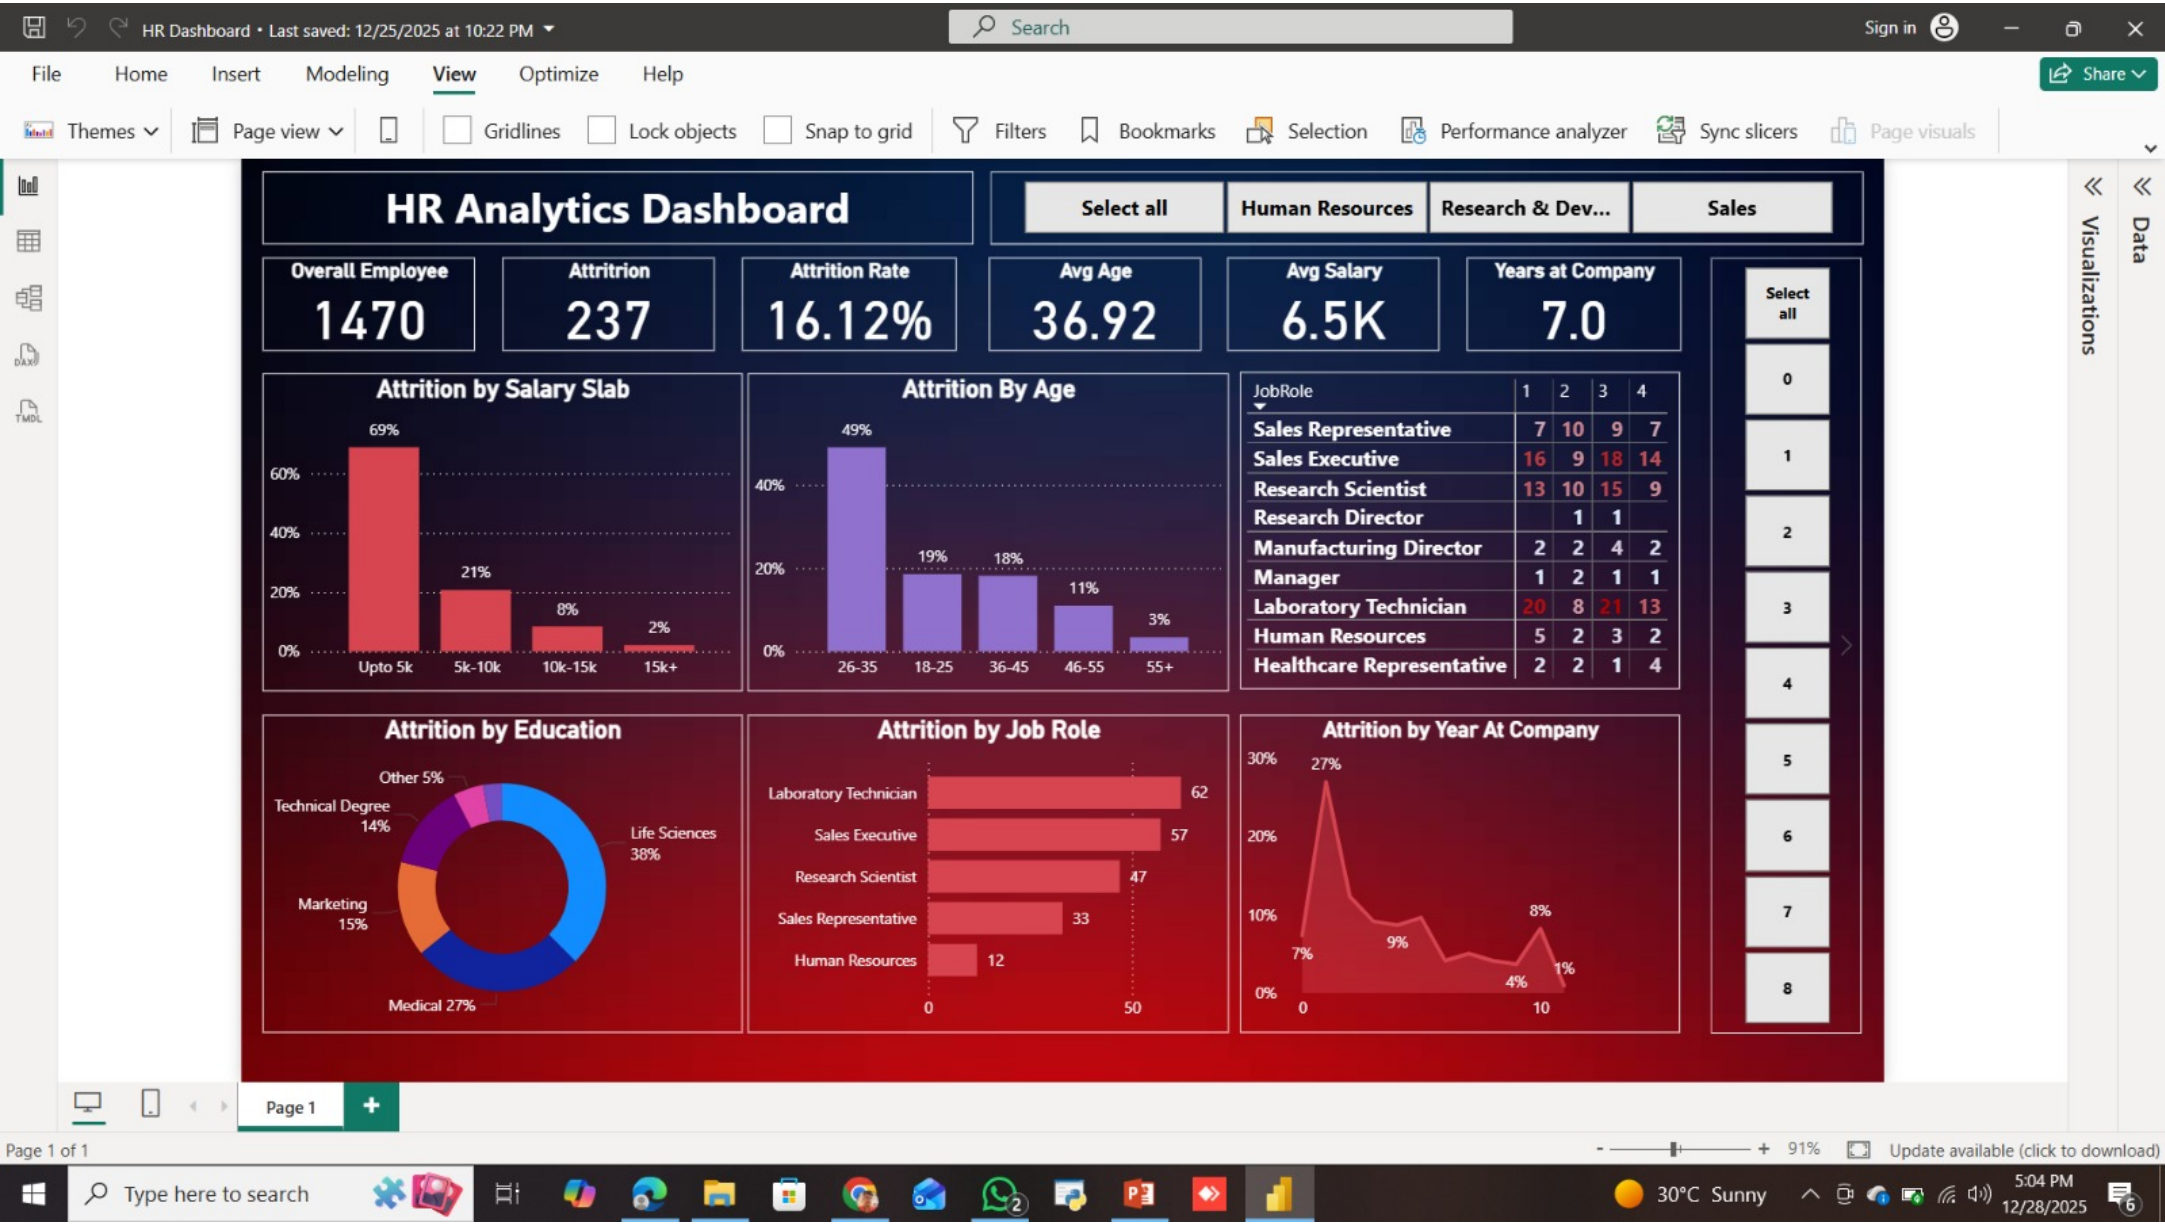 HR Dashboard • Last saved: 12/25/2025 at 10:22 PM
Search
Sign in
File Home Insert Modeling View Optimize Help
Share
Themes Page view Gridlines Lock objects Snap to grid Filters Bookmarks Selection Performance analyzer Sync slicers Page visuals
DAX
TMDL
HR Analytics Dashboard
Select all Human Resources Research & Dev... Sales
Overall Employee
1470
Attritrion
237
Attrition Rate
16.12%
Avg Age
36.92
Avg Salary
6.5K
Years at Company
7.0
Attrition by Salary Slab
69%
60%
21%
40%
20%
8%
2%
0%
Upto 5k 5k-10k 10k-15k 15k+
Attrition By Age
49%
40%
19% 18%
20%
11%
3%
0%
26-35 18-25 36-45 46-55 55+
JobRole 1 2 3 4
Sales Representative 7 10 9 7
Sales Executive 16 9 18 14
Research Scientist 13 10 15 9
Research Director 1 1
Manufacturing Director 2 2 4 2
Manager 1 2 1 1
Laboratory Technician 20 8 21 13
Human Resources 5 2 3 2
Healthcare Representative 2 2 1 4
Attrition by Education
Other 5%
Technical Degree
14%
Life Sciences
38%
Marketing
15%
Medical 27%
Attrition by Job Role
Laboratory Technician 62
Sales Executive 57
Research Scientist 47
Sales Representative 33
Human Resources 12
0 50
Attrition by Year At Company
30%
27%
20%
10%
8%
9%
7%
1%
4%
0%
0 10
Select
all
0
1
2
3
4
5
6
7
8
Visualizations
Data
Page 1
Page 1 of 1
91%
Update available (click to download)
Type here to search
2
30°C Sunny
5:04 PM
12/28/2025
6